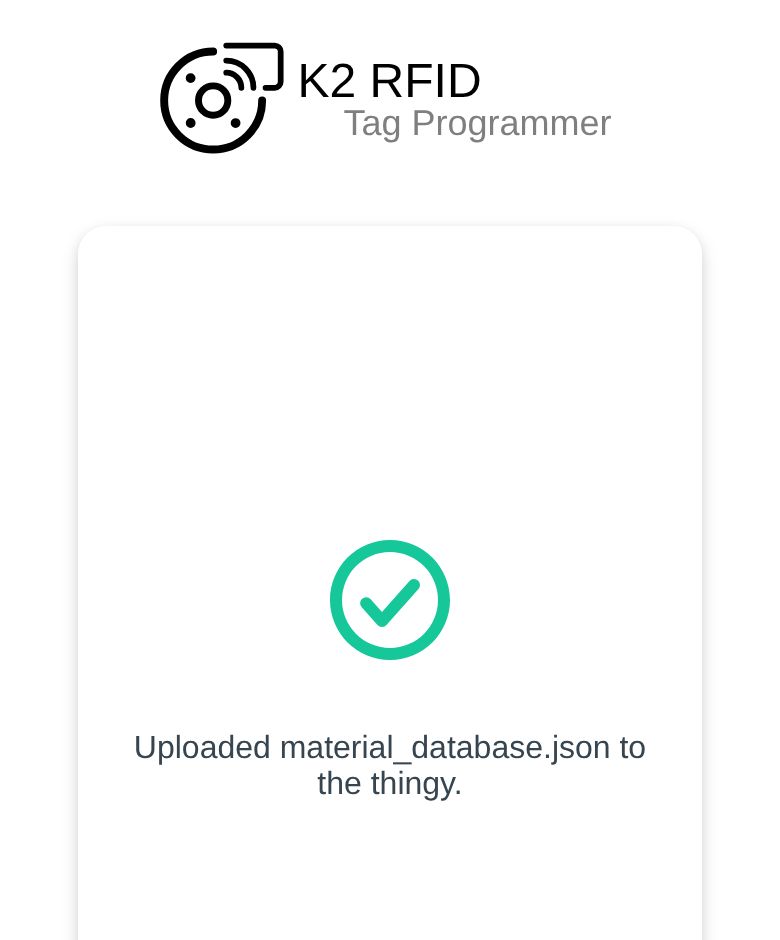 K2 RFID
Tag Programmer
Uploaded material_database.json to
the thingy.